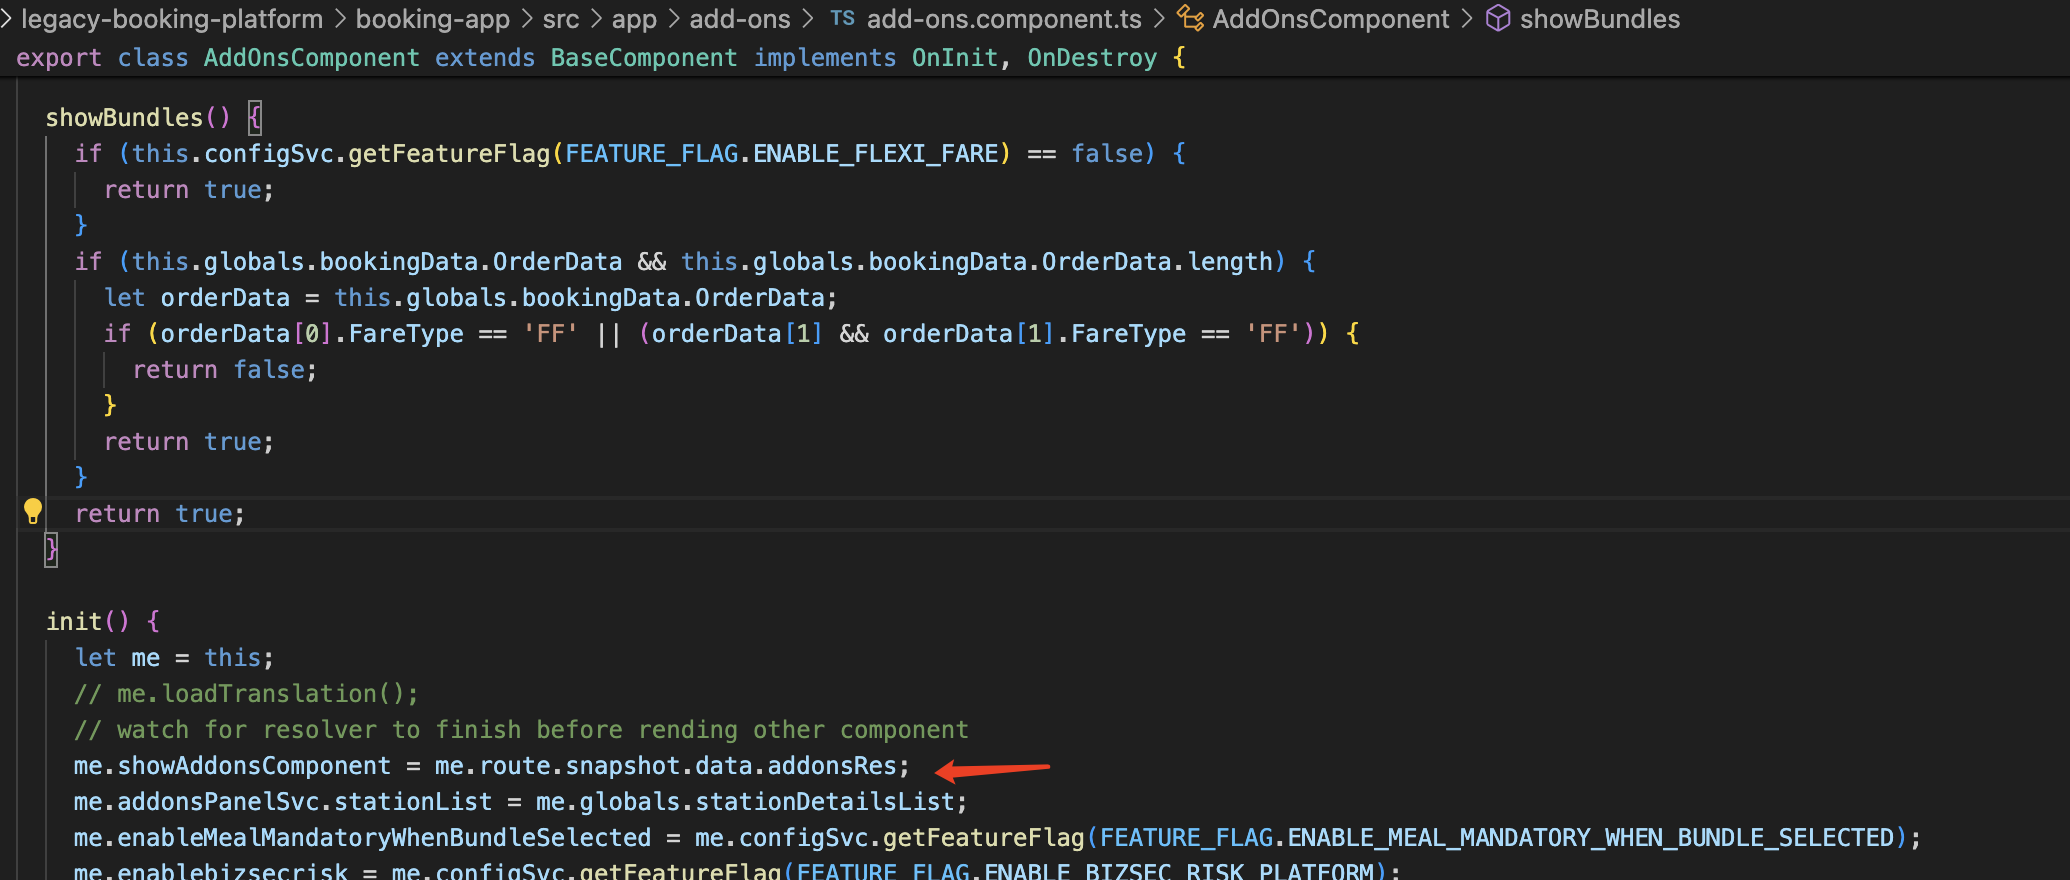 legacy-booking-platform > booking-app > src > app > add-ons > TS add-ons.component.ts > AddOnsComponent > showBundles
export class AddOnsComponent extends BaseComponent implements OnInit, OnDestroy {
showBundles() {
if (this.configSvc.getFeatureFlag(FEATURE_FLAG.ENABLE_FLEXI_FARE) == false) {
return true;
}
if (this.globals.bookingData.OrderData && this.globals.bookingData.OrderData.length) {
let orderData = this.globals.bookingData.OrderData;
if (orderData[0].FareType == 'FF' || (orderData[1] && orderData[1].FareType == 'FF')) {
return false;
}
return true;
}
return true;
}
init() {
let me = this;
// me.loadTranslation();
// watch for resolver to finish before rending other component
me.showAddonsComponent = me.route.snapshot.data.addonsRes;
me.addonsPanelSvc.stationList = me.globals.stationDetailsList;
me.enableMealMandatoryWhenBundleSelected = me.configSvc.getFeatureFlag(FEATURE_FLAG.ENABLE_MEAL_MANDATORY_WHEN_BUNDLE_SELECTED);
me.enablebizsecrisk = me.configSvc.getFeatureFlag(FEATURE_FLAG.ENABLE_BIZSEC_RISK_PLATFORM);